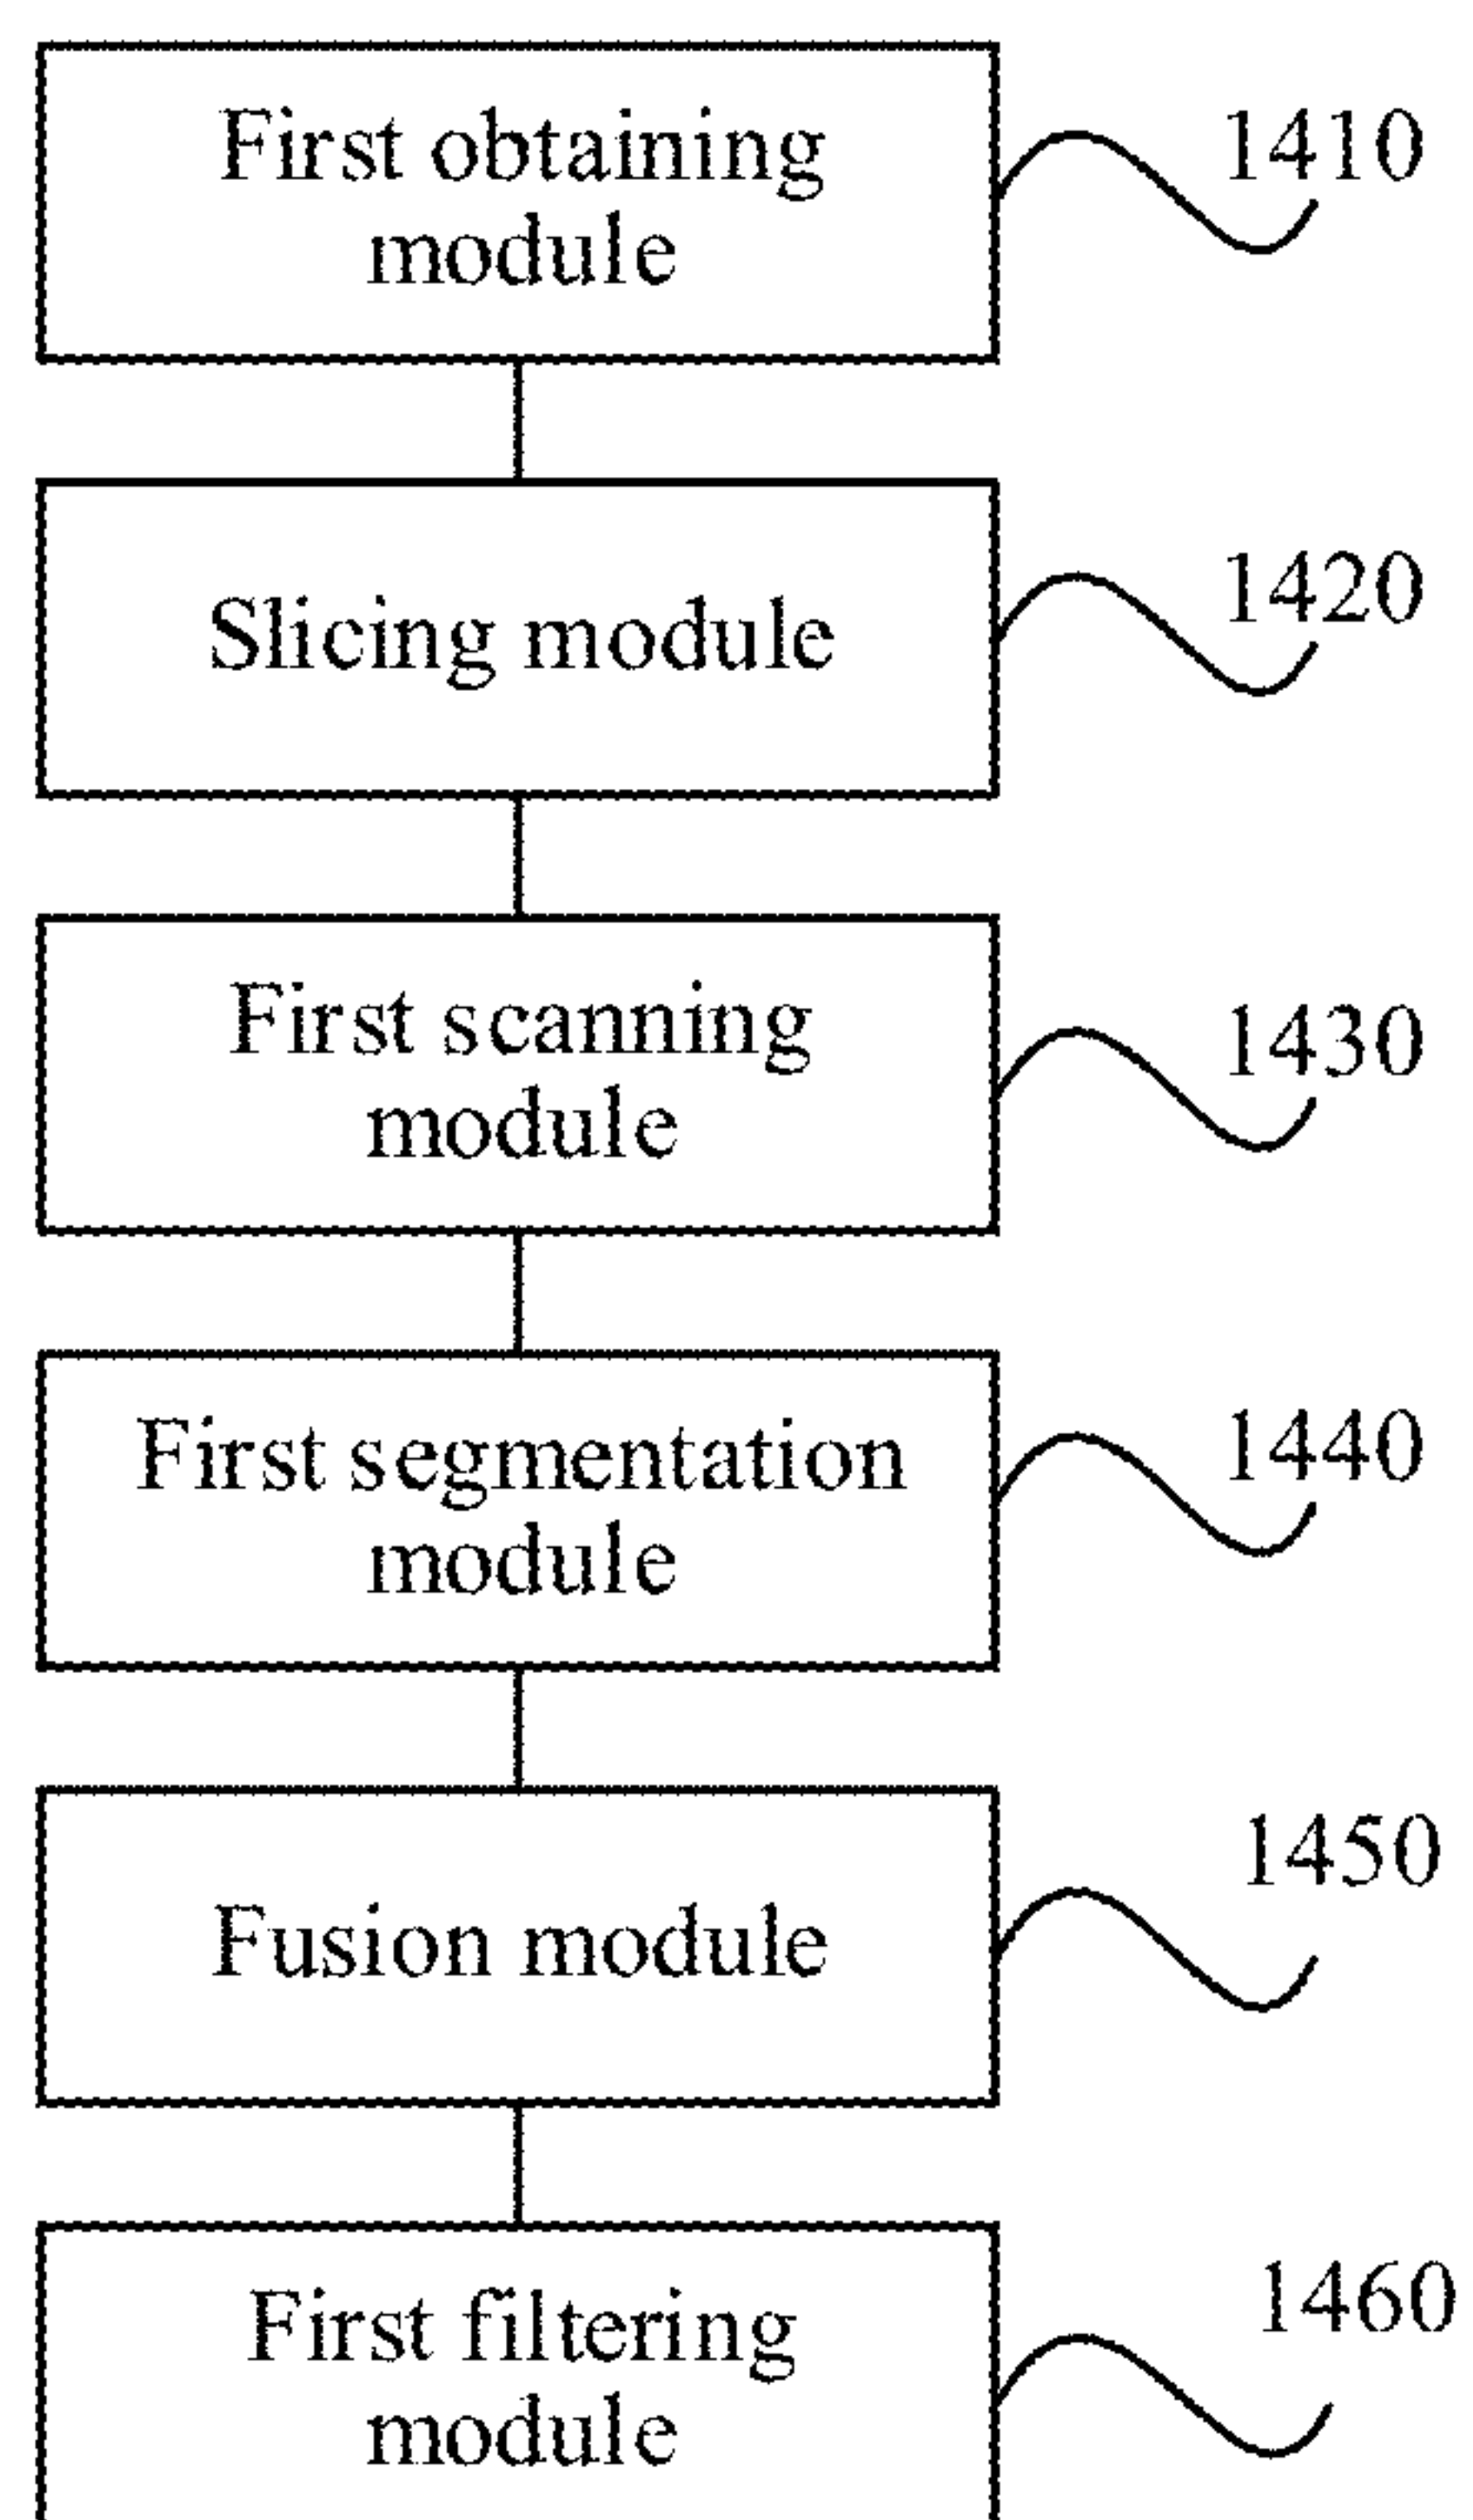 First obtaining
module
1410
Slicing module
1420
First scanning
module
1430
First segmentation
module
1440
Fusion module
1450
First filtering
module
1460